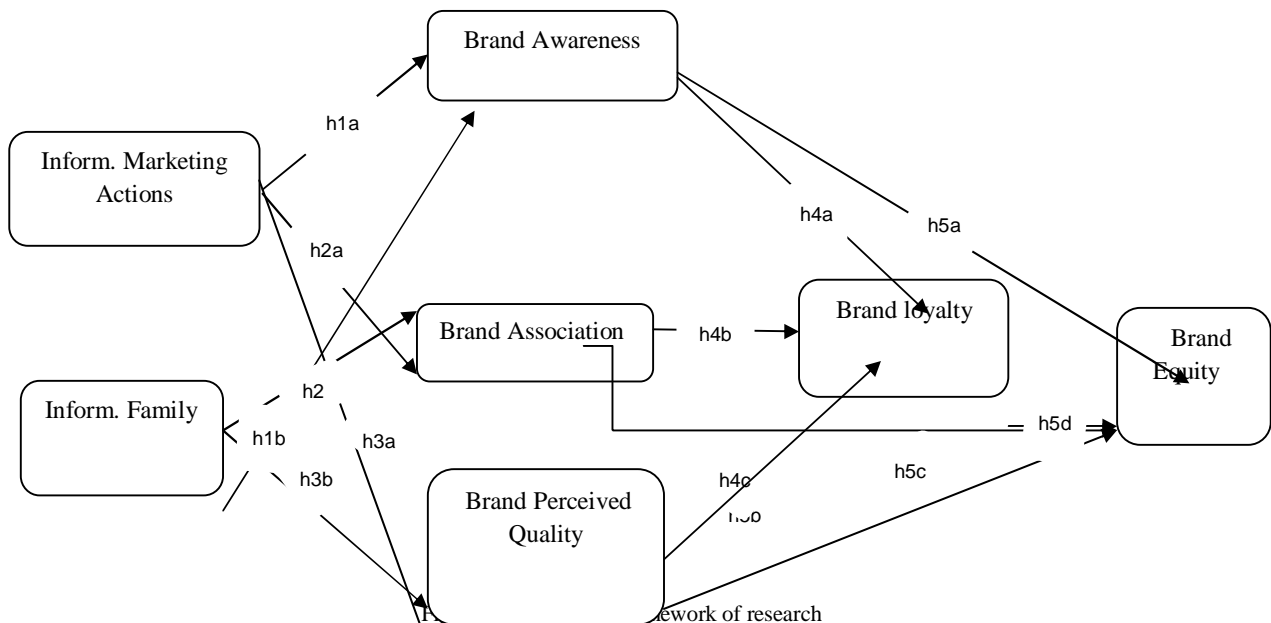 Brand Awareness
h1a
Inform. Marketing
Actions
h4a
h5a
h2a
Brand Association
h4b
Brand loyalty
Brand
Equity
h2
Inform. Family
h1b
h3a
h3b
h5d
Brand Perceived
Quality
h4c
h5c
of research